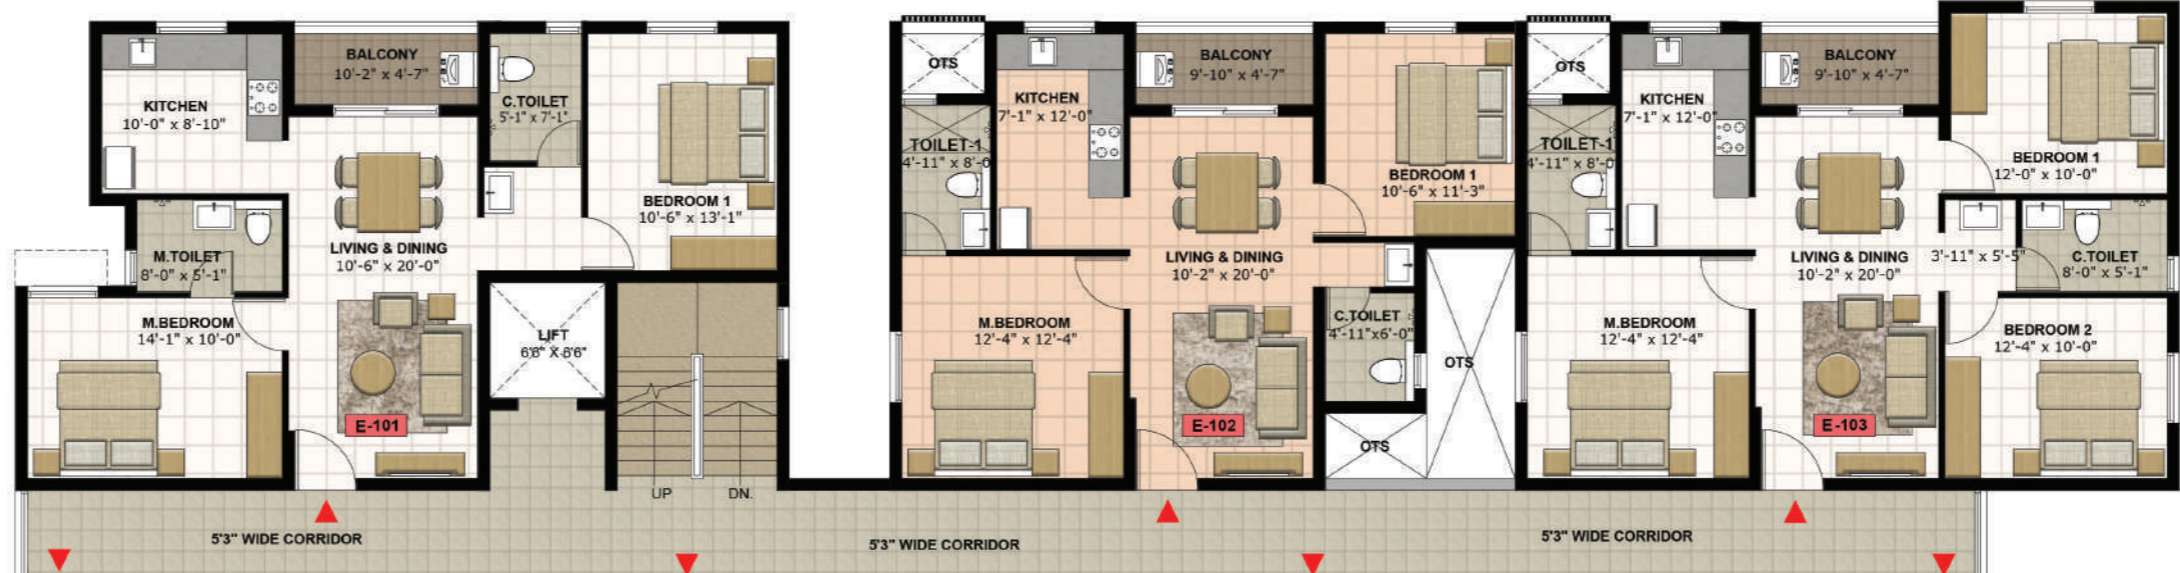 KITCHEN
10'-0" x 8'-10"
BALCONY
10'-2" x 4'-7"
C.TOILET
5'-1" x 7'-1"
BEDROOM 1
10'-6" x 13'-1"
M.TOILET
8'-0" x 5'-1"
LIVING & DINING
10'-6" x 20'-0"
M.BEDROOM
14'-1" x 10'-0"
E-101
LIFT
6'6" X 6'6"
UP
DN.
OTS
KITCHEN
7'-1" x 12'-0"
BALCONY
9'-10" x 4'-7"
TOILET-1
4'-11" x 8'-0
BEDROOM 1
10'-6" x 11'-3"
LIVING & DINING
10'-2" x 20'-0"
M.BEDROOM
12'-4" x 12'-4"
C.TOILET
4'-11"x6'-0"
E-102
OTS
OTS
OTS
KITCHEN
7'-1" x 12'-0"
BALCONY
9'-10" x 4'-7"
BEDROOM 1
12'-0" x 10'-0"
TOILET-1
4'-11" x 8'-0
LIVING & DINING
10'-2" x 20'-0"
3'-11" x 5'-5"
C.TOILET
8'-0" x 5'-1"
M.BEDROOM
12'-4" x 12'-4"
BEDROOM 2
12'-4" x 10'-0"
E-103
5'3" WIDE CORRIDOR
5'3" WIDE CORRIDOR
5'3" WIDE CORRIDOR